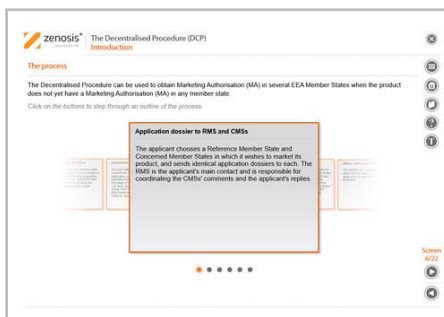 zenosis®
The Decentralised Procedure (DCP)
Introduction
The process
The Decentralised Procedure can be used to obtain Marketing Authorisation (MA) in several EEA Member States when the product
does not yet have a Marketing Authorisation (MA) in any member state.
Click on the buttons to step through an outline of the process.
Application dossier to RMS and CMSs
The applicant chooses a Reference Member State and
Concerned Member States in which it wishes to market its
product, and sends identical application dossiers to each. The
RMS is the applicant's main contact and is responsible for
coordinating the CMSs' comments and the applicant's replies.
Screen
6/22